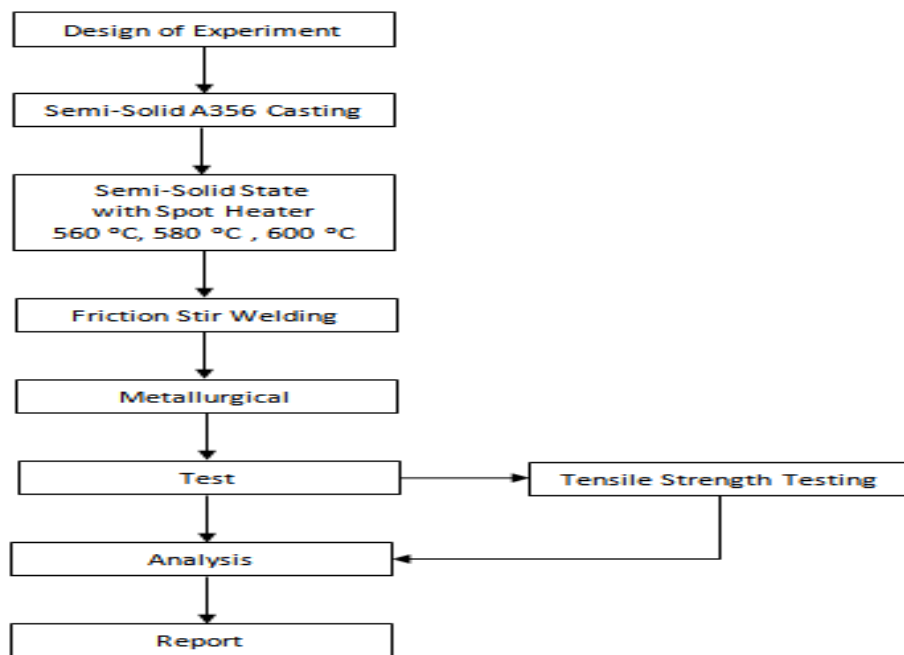 Design of Experiment
Semi-Solid A356 Casting
Semi-Solid State
with Spot Heater
560 °C, 580 °C , 600 °C
Friction Stir Welding
Metallurgical
Test
Tensile Strength Testing
Analysis
Report